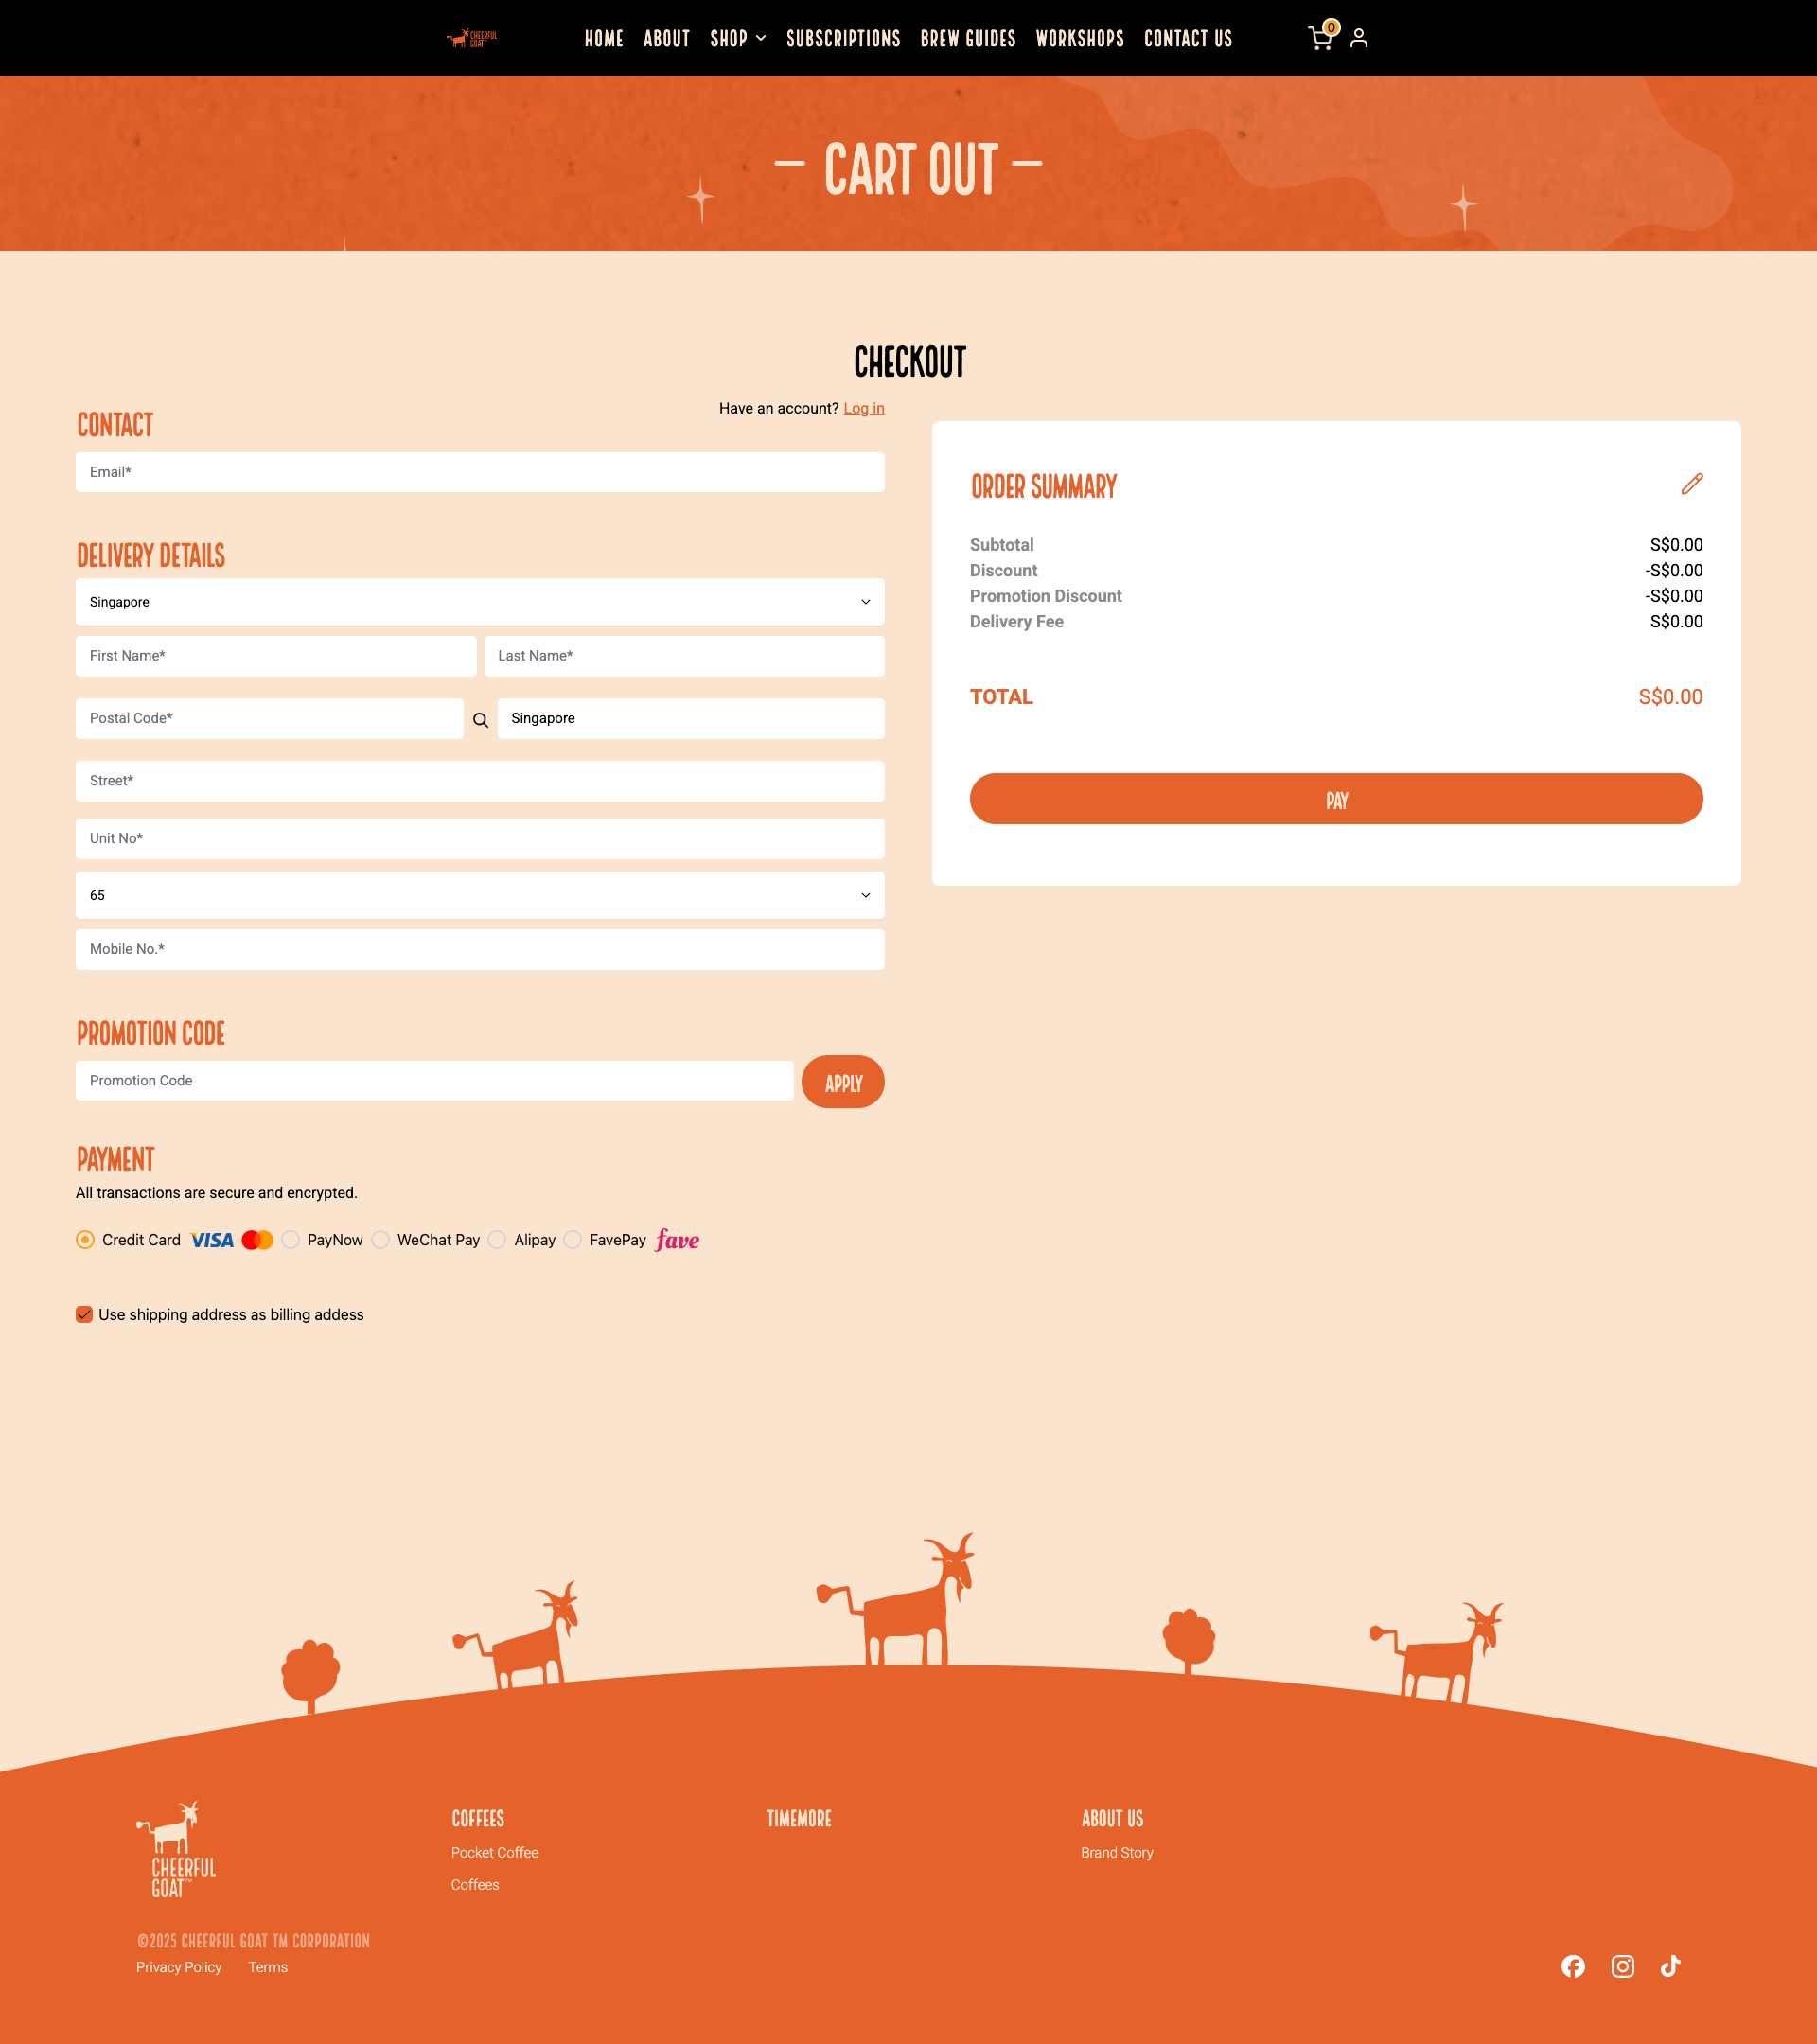 CHEERFUL GOAT
HOME ABOUT SHOP SUBSCRIPTIONS BREW GUIDES WORKSHOPS CONTACT US
0
CART OUT
CHECKOUT
Have an account? Log in
CONTACT
Email*
DELIVERY DETAILS
Singapore
First Name* Last Name*
Postal Code* Singapore
Street*
Unit No*
65
Mobile No.*
PROMOTION CODE
Promotion Code APPLY
PAYMENT
All transactions are secure and encrypted.
Credit Card VISA PayNow WeChat Pay Alipay FavePay fave
Use shipping address as billing addess
ORDER SUMMARY
Subtotal S$0.00
Discount -S$0.00
Promotion Discount -S$0.00
Delivery Fee S$0.00
TOTAL S$0.00
PAY
CHEERFUL
GOAT™
COFFEES
Pocket Coffee
Coffees
TIMEMORE
ABOUT US
Brand Story
©2025 CHEERFUL GOAT TM CORPORATION
Privacy Policy Terms